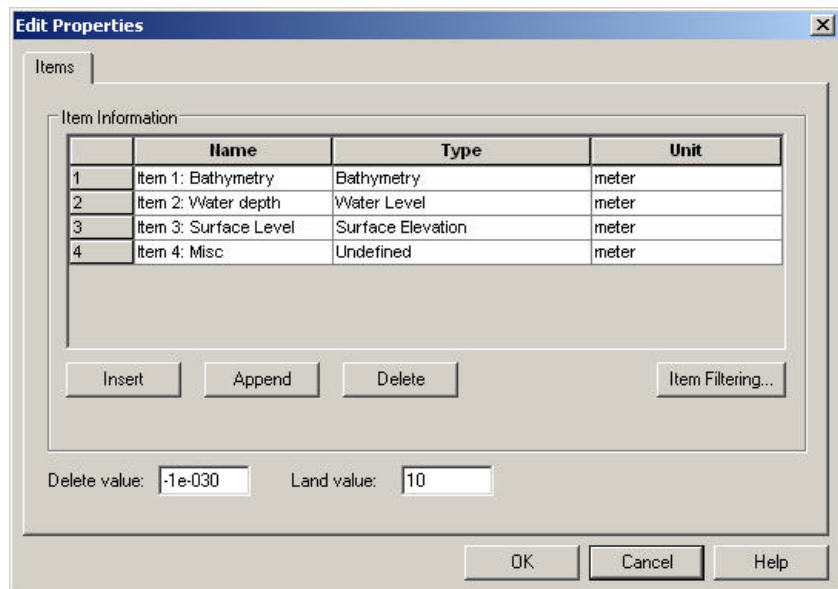 Edit Properties
Items
Item Information
Name Type Unit
1 Item 1: Bathymetry Bathymetry meter
2 Item 2: Water depth Water Level meter
3 Item 3: Surface Level Surface Elevation meter
4 Item 4: Misc Undefined meter
Insert Append Delete Item Filtering...
Delete value: -1e-030 Land value: 10
OK Cancel Help